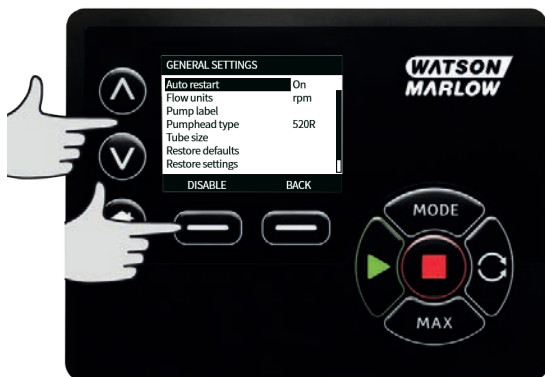 GENERAL SETTINGS
Auto restart On
Flow units rpm
Pump label
Pumphead type 520R
Tube size
Restore defaults
Restore settings
DISABLE BACK
WATSON
MARLOW
MODE
MAX